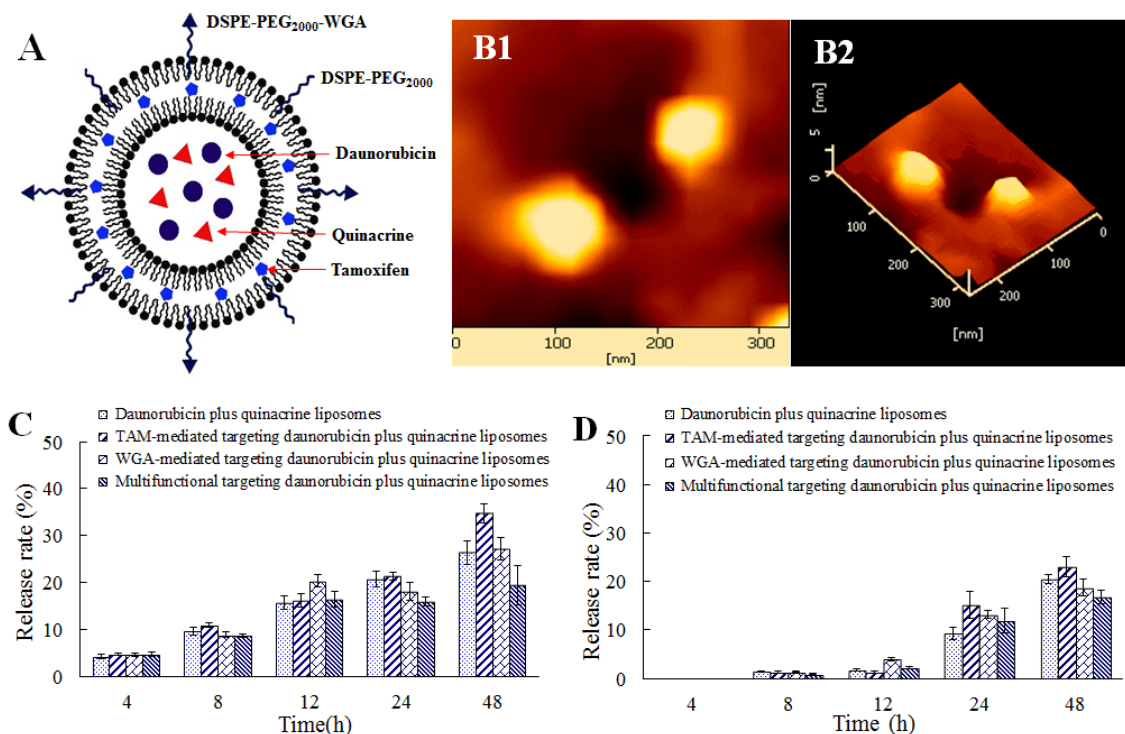 A
DSPE-PEG2000-WGA
DSPE-PEG2000
Daunorubicin
Quinacrine
Tamoxifen
B1
0 100 200 300
[nm]
B2
[nm]
5
0
100
200
300
0
100
200
[nm]
C
Daunorubicin plus quinacrine liposomes
TAM-mediated targeting daunorubicin plus quinacrine liposomes
WGA-mediated targeting daunorubicin plus quinacrine liposomes
Multifunctional targeting daunorubicin plus quinacrine liposomes
Release rate (%)
50
40
30
20
10
0
4 8 12 24 48
Time(h)
D
Daunorubicin plus quinacrine liposomes
TAM-mediated targeting daunorubicin plus quinacrine liposomes
WGA-mediated targeting daunorubicin plus quinacrine liposomes
Multifunctional targeting daunorubicin plus quinacrine liposomes
Release rate (%)
50
40
30
20
10
0
4 8 12 24 48
Time (h)